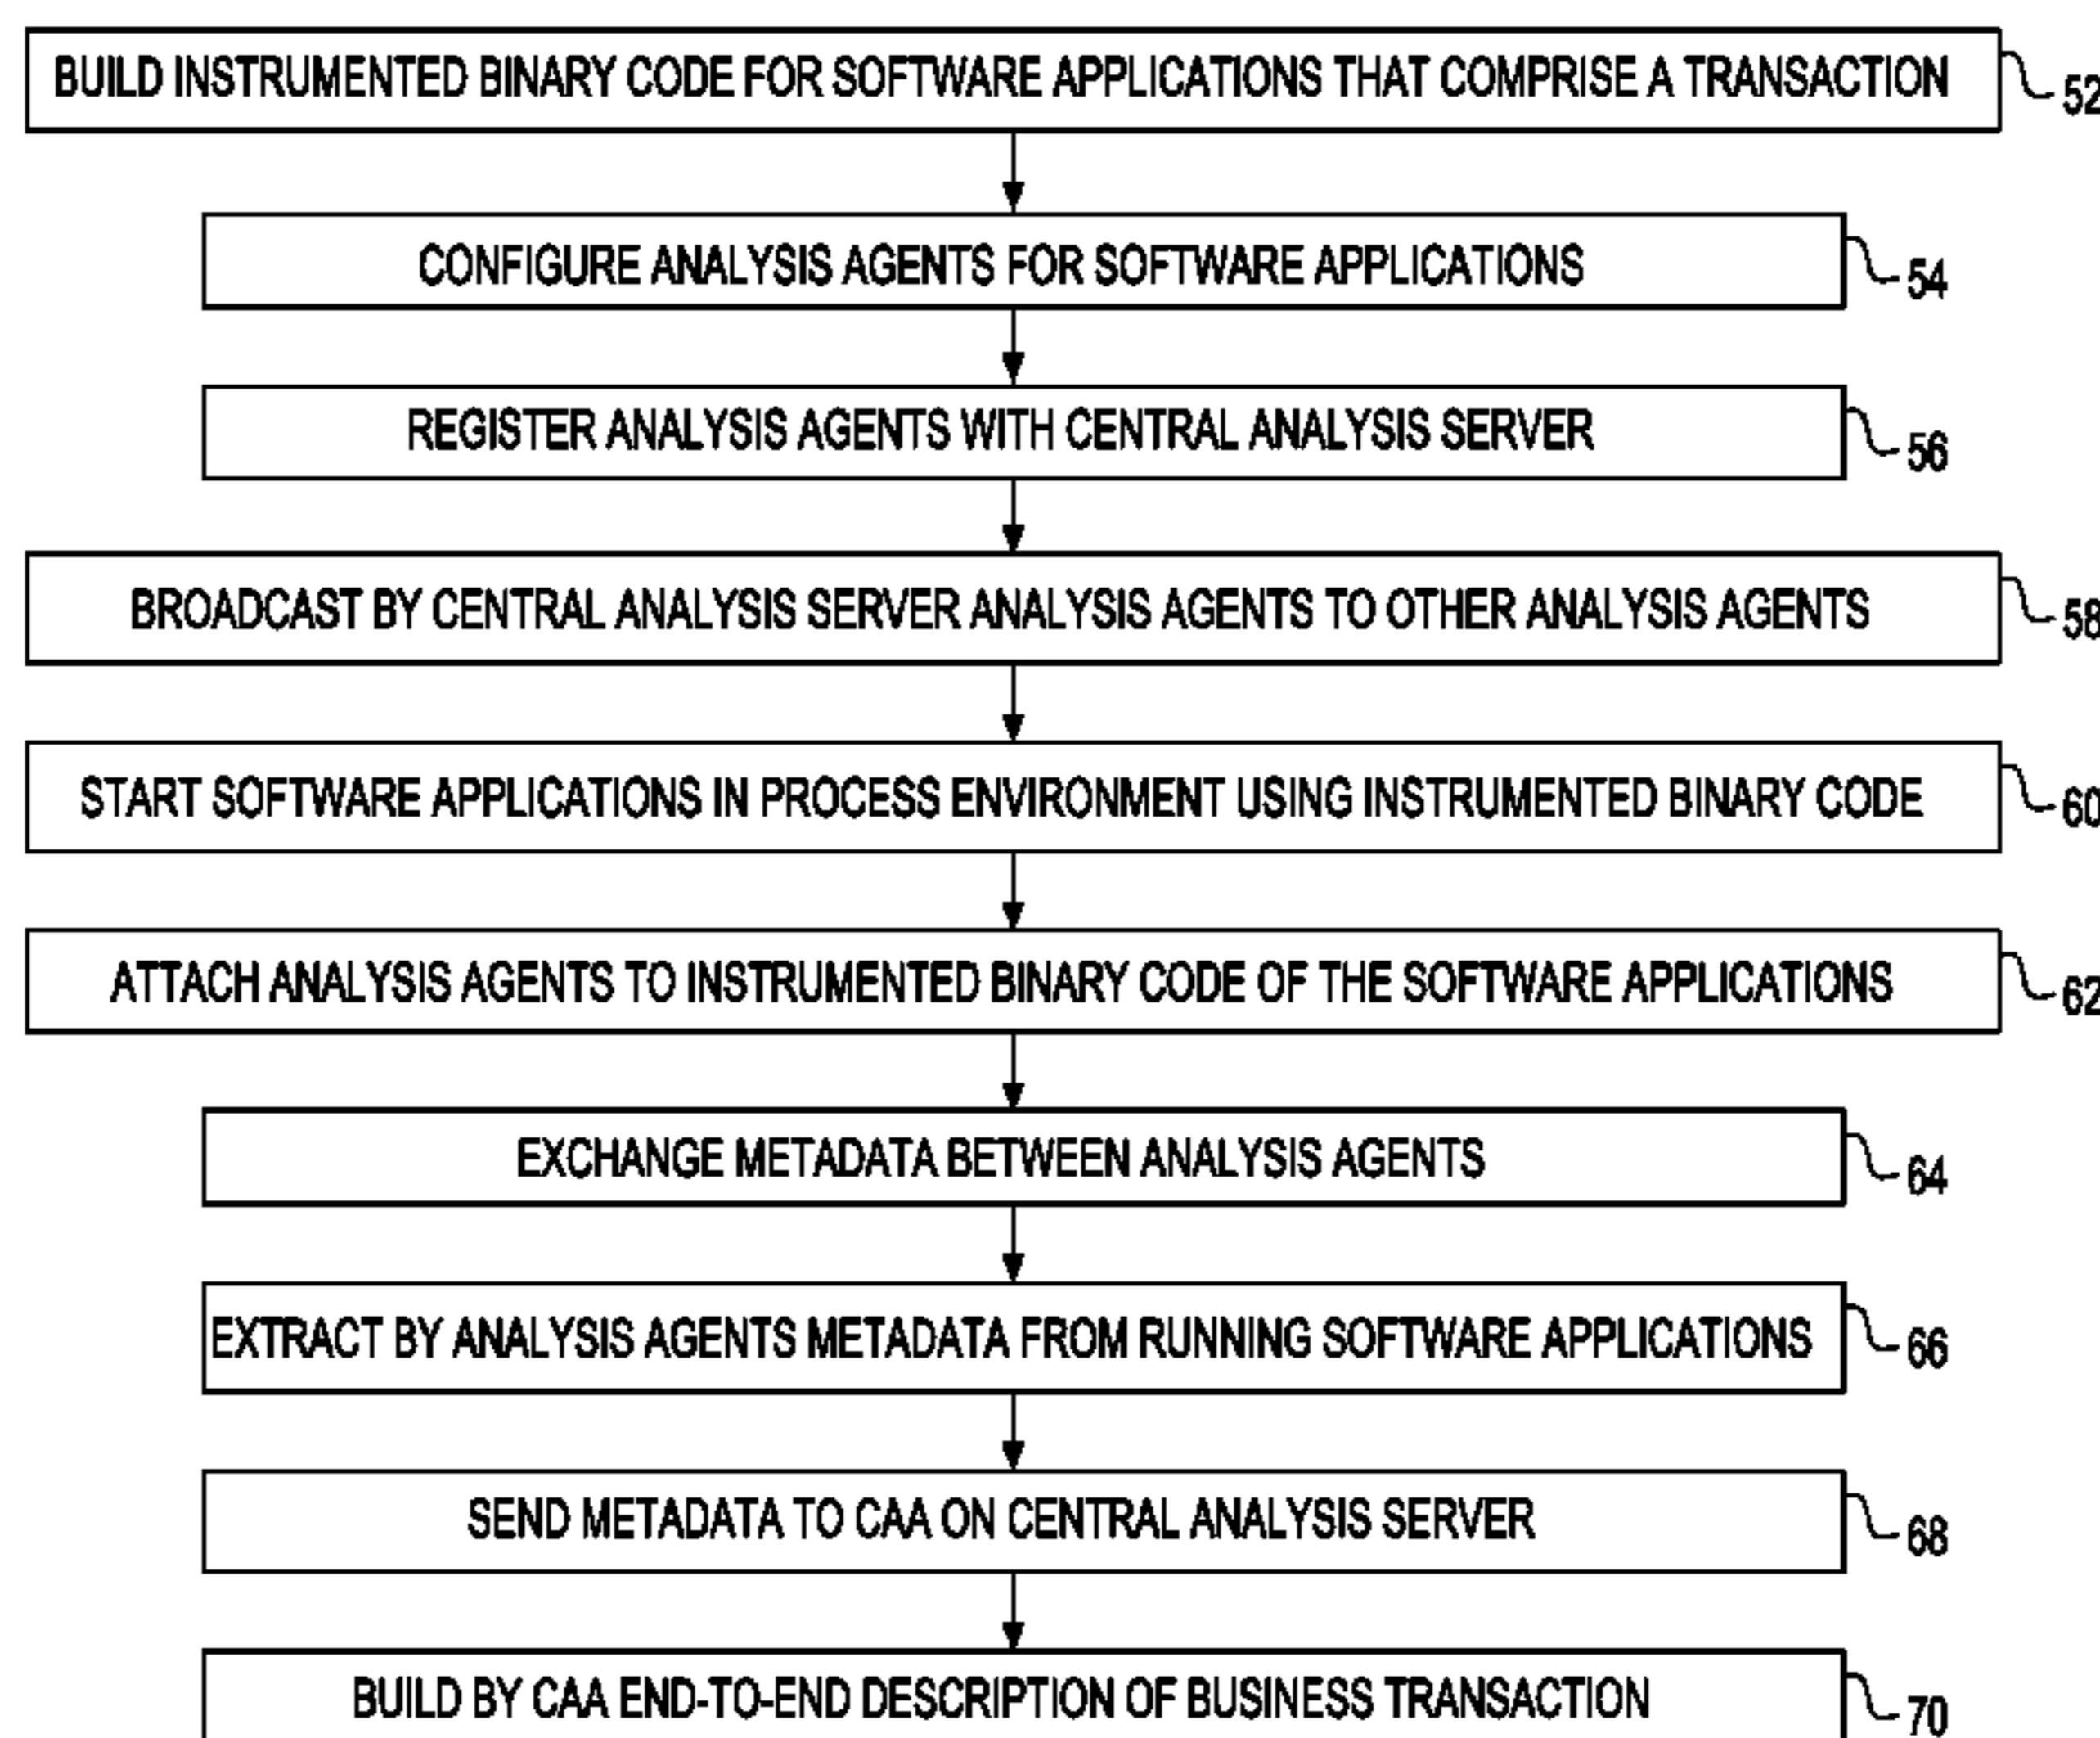 BUILD INSTRUMENTED BINARY CODE FOR SOFTWARE APPLICATIONS THAT COMPRISE A TRANSACTION
52
CONFIGURE ANALYSIS AGENTS FOR SOFTWARE APPLICATIONS
54
REGISTER ANALYSIS AGENTS WITH CENTRAL ANALYSIS SERVER
56
BROADCAST BY CENTRAL ANALYSIS SERVER ANALYSIS AGENTS TO OTHER ANALYSIS AGENTS
58
START SOFTWARE APPLICATIONS IN PROCESS ENVIRONMENT USING INSTRUMENTED BINARY CODE
60
ATTACH ANALYSIS AGENTS TO INSTRUMENTED BINARY CODE OF THE SOFTWARE APPLICATIONS
62
EXCHANGE METADATA BETWEEN ANALYSIS AGENTS
64
EXTRACT BY ANALYSIS AGENTS METADATA FROM RUNNING SOFTWARE APPLICATIONS
66
SEND METADATA TO CAA ON CENTRAL ANALYSIS SERVER
68
BUILD BY CAA END-TO-END DESCRIPTION OF BUSINESS TRANSACTION
70